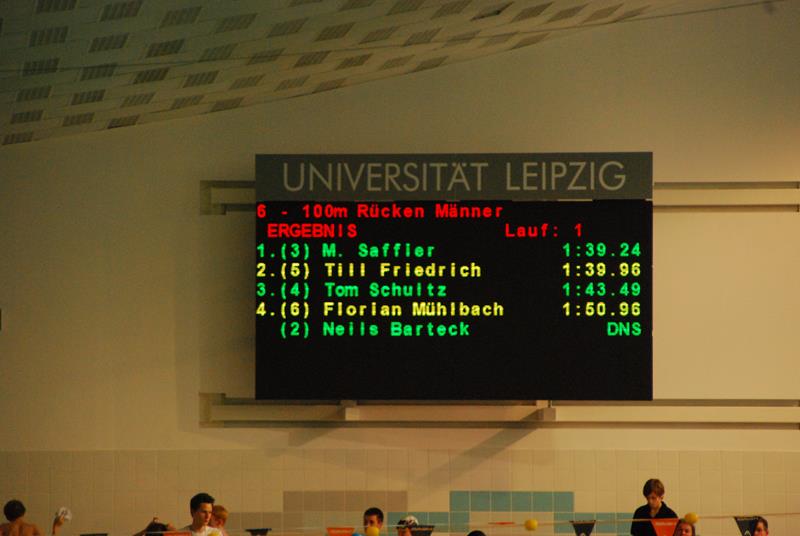 UNIVERSITÄT LEIPZIG
6 - 100m Rücken Männer
ERGEBNIS Lauf: 1
1.(3) M. Saffier 1:39.24
2.(5) Till Friedrich 1:39.96
3.(4) Tom Schultz 1:43.49
4.(6) Florian Mühlbach 1:50.96
(2) Neils Barteck DNS